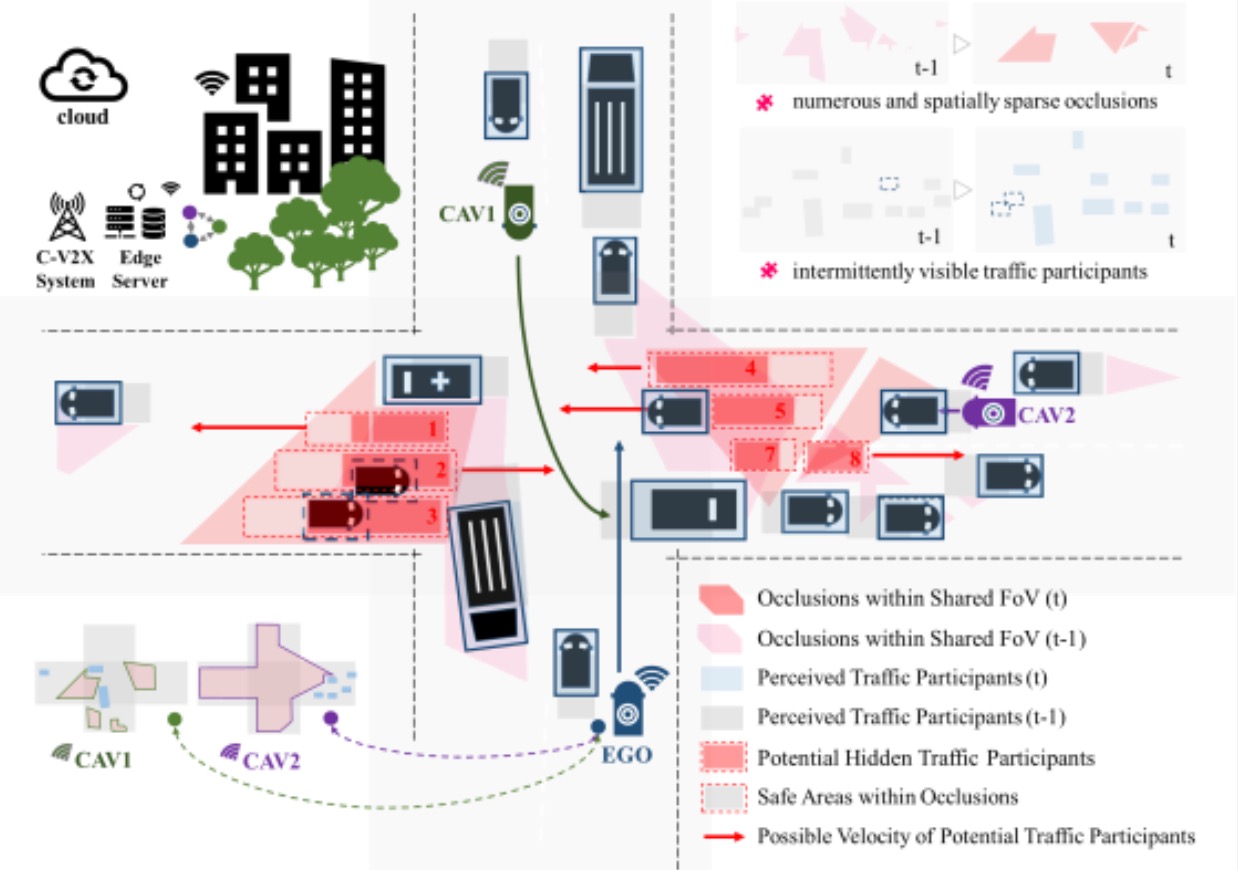 cloud
C-V2X
System
Edge
Server
CAV1
t-1
t
numerous and spatially sparse occlusions
t-1
t
intermittently visible traffic participants
1
2
3
4
5
7
8
CAV2
EGO
CAV1
CAV2
Occlusions within Shared FoV (t)
Occlusions within Shared FoV (t-1)
Perceived Traffic Participants (t)
Perceived Traffic Participants (t-1)
Potential Hidden Traffic Participants
Safe Areas within Occlusions
Possible Velocity of Potential Traffic Participants